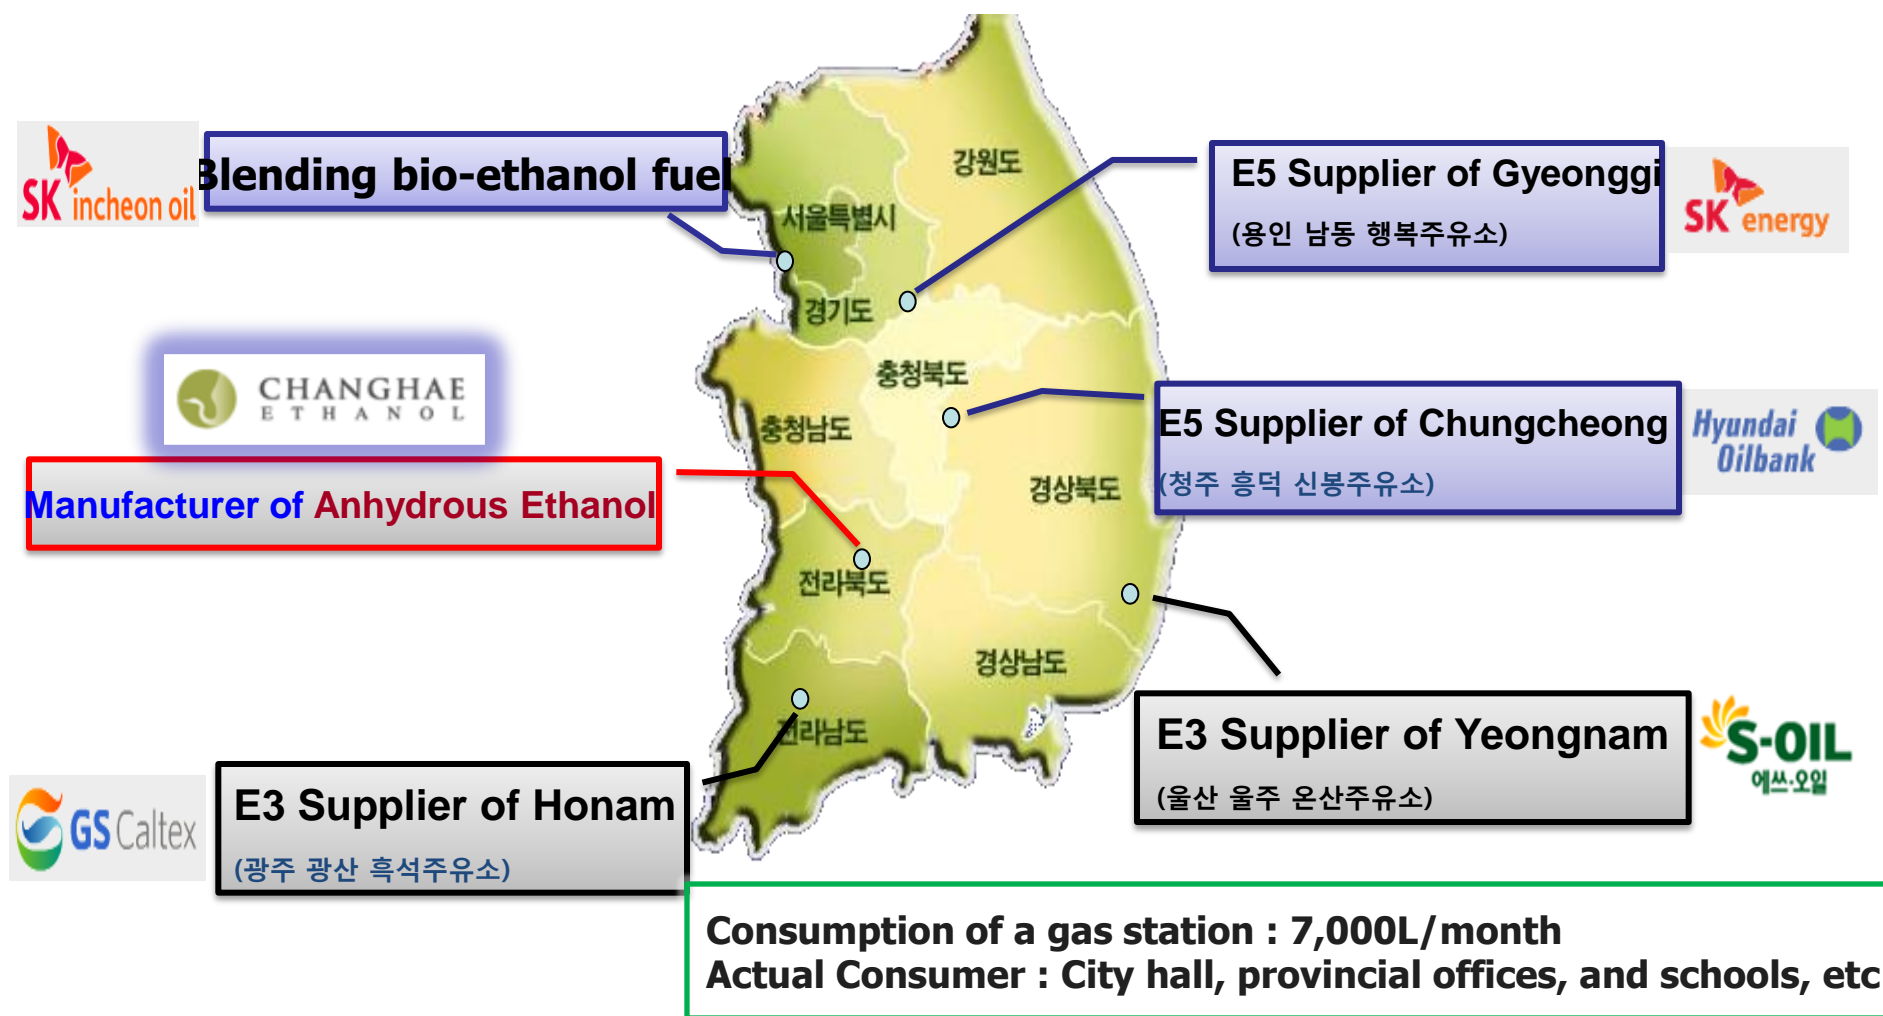 SK incheon oil
Blending bio-ethanol fuel
E5 Supplier of Gyeonggi
(용인 남동 행복주유소)
SK energy
강원도
서울특별시
경기도
충청북도
충청남도
경상북도
전라북도
경상남도
전라남도
CHANGHAE
ETHANOL
Manufacturer of Anhydrous Ethanol
E5 Supplier of Chungcheong
(청주 흥덕 신봉주유소)
Hyundai
Oilbank
E3 Supplier of Yeongnam
(울산 울주 온산주유소)
S-OIL
에쓰·오일
GS Caltex
E3 Supplier of Honam
(광주 광산 흑석주유소)
Consumption of a gas station : 7,000L/month
Actual Consumer : City hall, provincial offices, and schools, etc